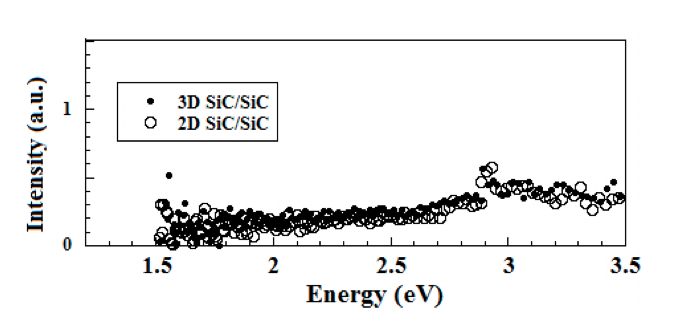 Intensity (a.u.)
1
0
3D SiC/SiC
2D SiC/SiC
1.5 2 2.5 3 3.5
Energy (eV)